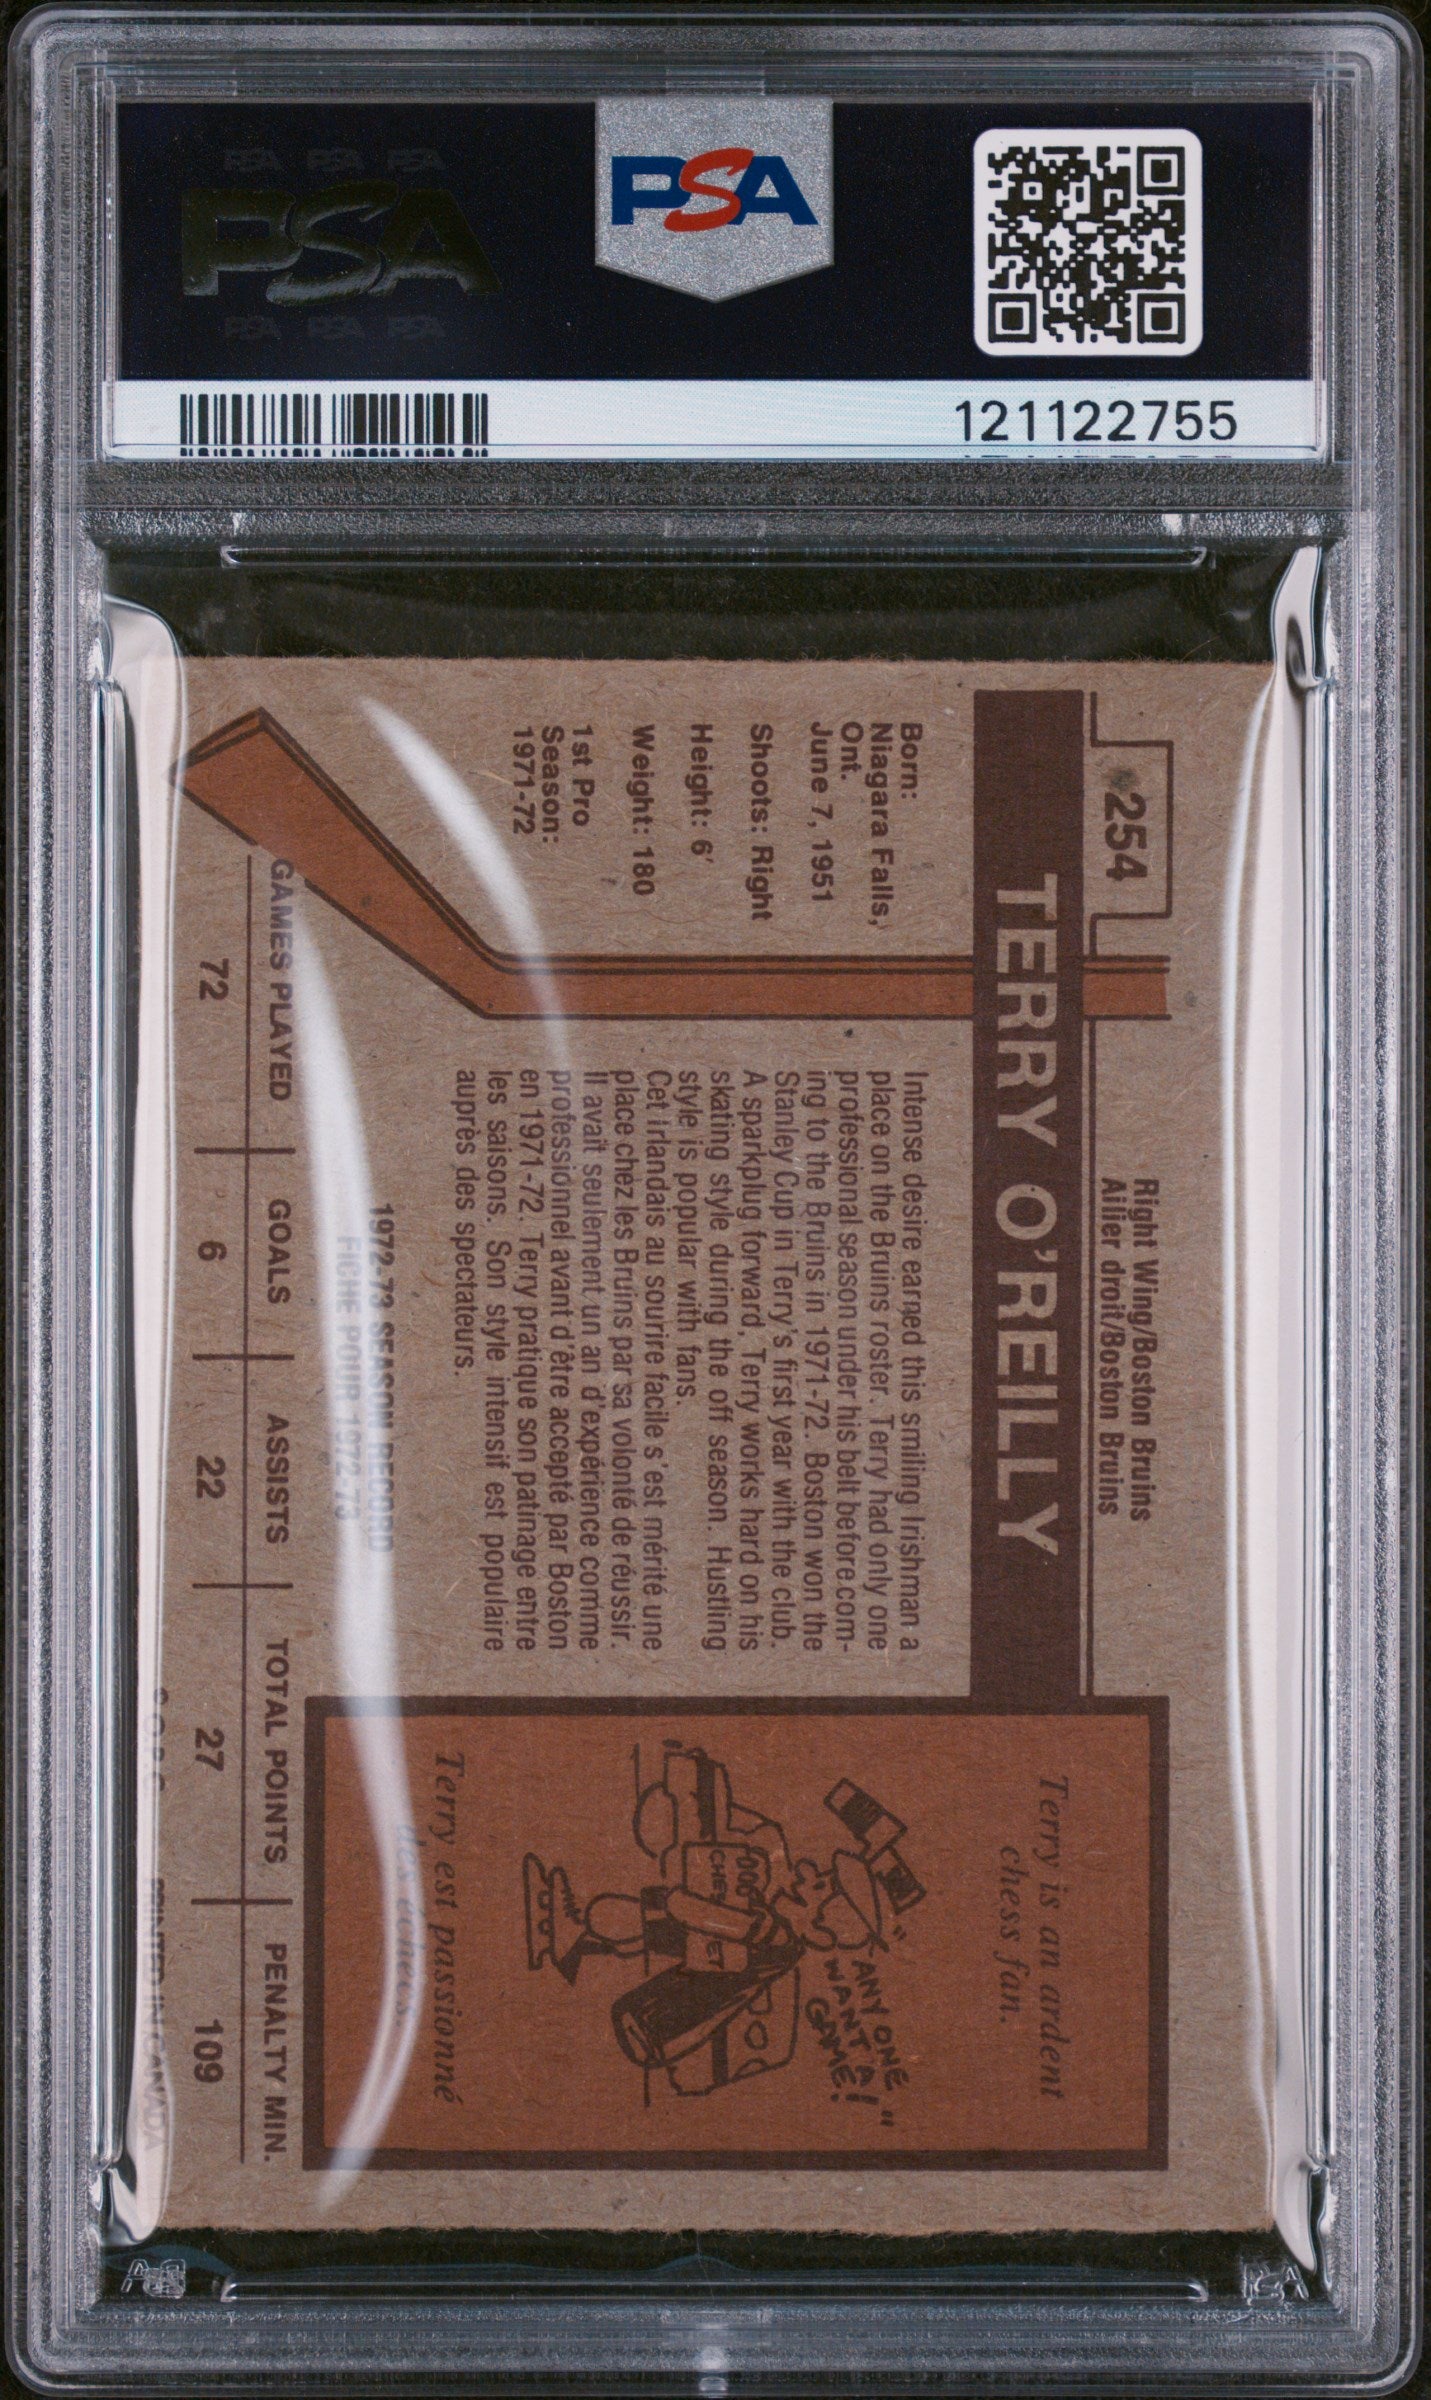 PSA PSA PSA
PSA
PSA PSA PSA
PSA
121122755
254
Right Wing/Boston Bruins
Ailier droit/Boston Bruins
TERRY O'REILLY
Born:
Niagara Falls,
Ont.
June 7, 1951
Shoots: Right
Height: 6'
Weight: 180
1st Pro
Season:
1971-72
Intense desire earned this smiling Irishman a
place on the Bruins roster. Terry had only one
professional season under his belt before com-
ing to the Bruins in 1971-72. Boston won the
Stanley Cup in Terry's first year with the club.
A sparkplug forward, Terry works hard on his
skating style during the off season. Hustling
style is popular with fans.
Cet Irlandais au sourire facile s'est mérité une
place chez les Bruins par sa volonté de réussir.
Il avait seulement un an d'expérience comme
professionnel avant d'être accepté par Boston
en 1971-72. Terry pratique son patinage entre
les saisons. Son style intensif est populaire
auprès des spectateurs.
Terry is an ardent
chess fan.
"ANYONE
WANT A
GAME!"
Terry est passionné
des échecs.
1972-73 SEASON RECORD
FICHE POUR 1972-73
GAMES PLAYED GOALS ASSISTS TOTAL POINTS PENALTY MIN.
72 6 22 27 109
PRINTED IN CANADA
PSA
PSA